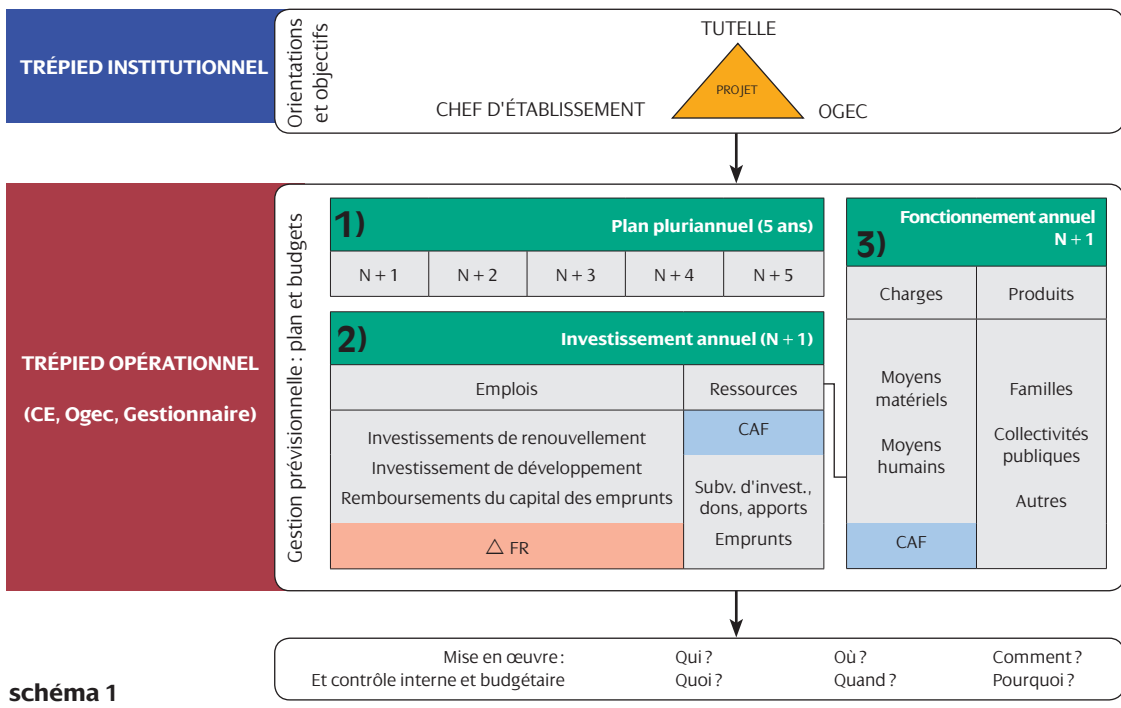 TRÉPIED INSTITUTIONNEL
Orientations
et objectifs
TUTELLE
PROJET
CHEF D'ÉTABLISSEMENT
OGEC
TRÉPIED OPÉRATIONNEL
(CE, Ogec, Gestionnaire)
Gestion prévisionnelle : plan et budgets
1)
Plan pluriannuel (5 ans)
N + 1
N + 2
N + 3
N + 4
N + 5
2)
Investissement annuel (N + 1)
Emplois
Ressources
Investissements de renouvellement
Investissement de développement
Remboursements du capital des emprunts
△ FR
CAF
Subv. d'invest.,
dons, apports
Emprunts
3)
Fonctionnement annuel
N + 1
Charges
Produits
Moyens
matériels
Moyens
humains
CAF
Familles
Collectivités
publiques
Autres
Mise en œuvre : Qui ? Où ? Comment ?
Et contrôle interne et budgétaire Quoi ? Quand ? Pourquoi ?
schéma 1